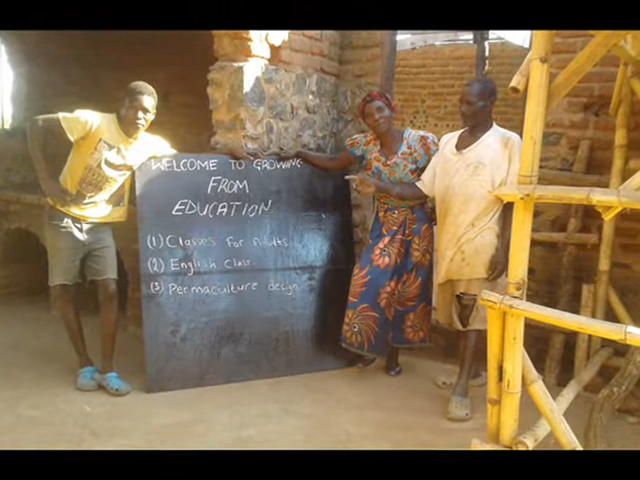 WELCOME TO GROWING
FROM
EDUCATION
(1) Classes for Adults
(2) English Class
(3) Permaculture design